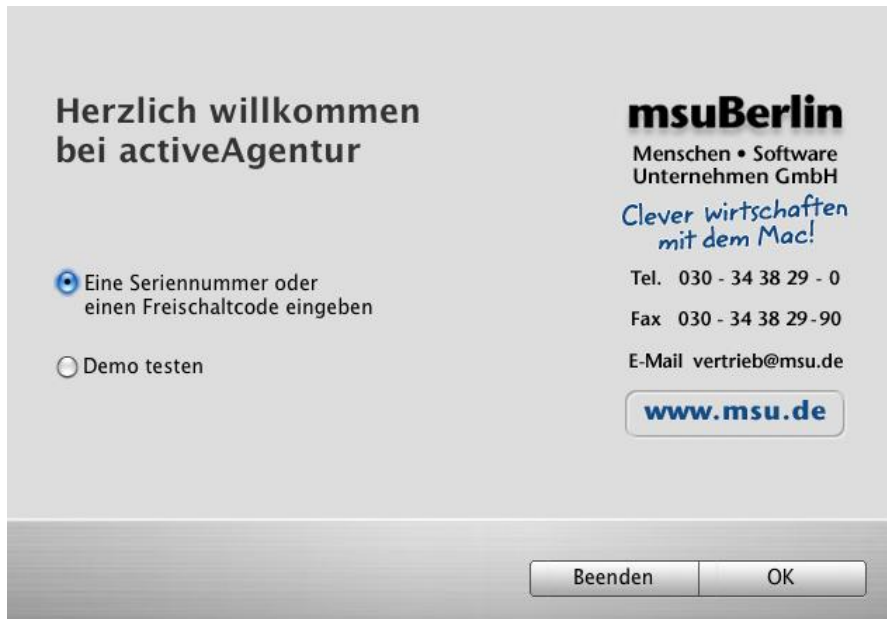 Herzlich willkommen
bei activeAgentur
Eine Seriennummer oder
einen Freischaltcode eingeben
Demo testen
msuBerlin
Menschen • Software
Unternehmen GmbH
Clever wirtschaften
mit dem Mac!
Tel. 030 - 34 38 29 - 0
Fax 030 - 34 38 29 - 90
E-Mail vertrieb@msu.de
www.msu.de
Beenden
OK